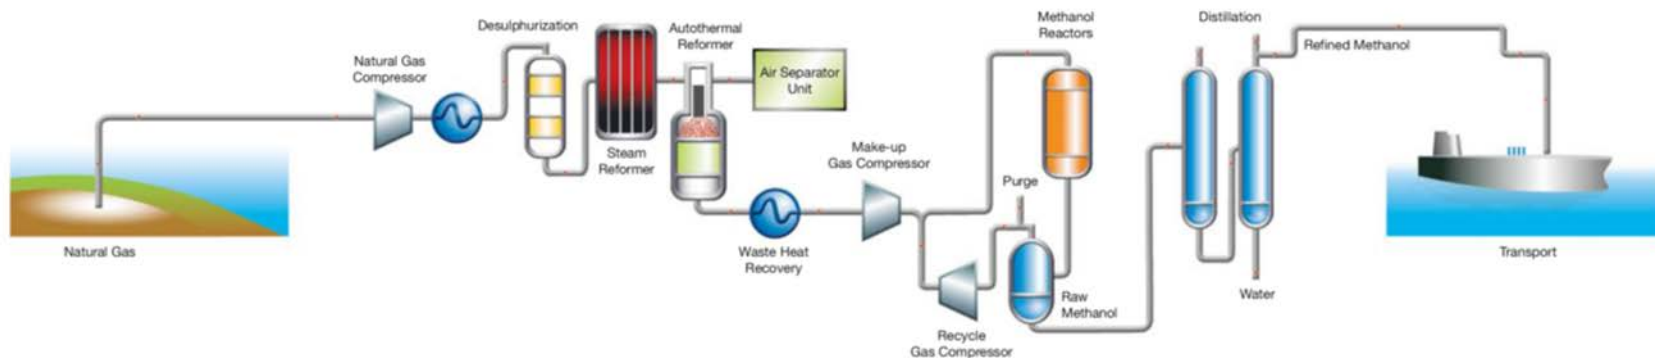 Natural Gas
Natural Gas
Compressor
Desulphurization
Steam
Reformer
Autothermal
Reformer
Air Separator
Unit
Waste Heat
Recovery
Make-up
Gas Compressor
Recycle
Gas Compressor
Purge
Methanol
Reactors
Raw
Methanol
Distillation
Water
Refined Methanol
Transport